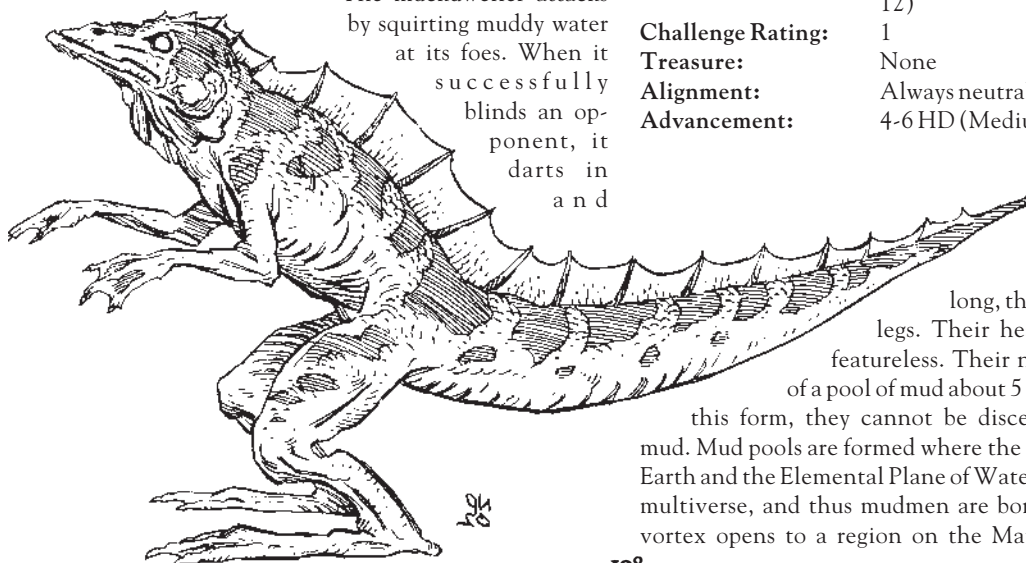 by squirting muddy water
at its foes. When it
successfully
blinds an op-
ponent, it
darts in
and
12)
Challenge Rating: 1
Treasure: None
Alignment: Always neutra
Advancement: 4-6 HD (Mediu
long, th
legs. Their he
featureless. Their
of a pool of mud about 5
this form, they cannot be disce
mud. Mud pools are formed where the
Earth and the Elemental Plane of Wate
multiverse, and thus mudmen are bor
vortex opens to a region on the Ma